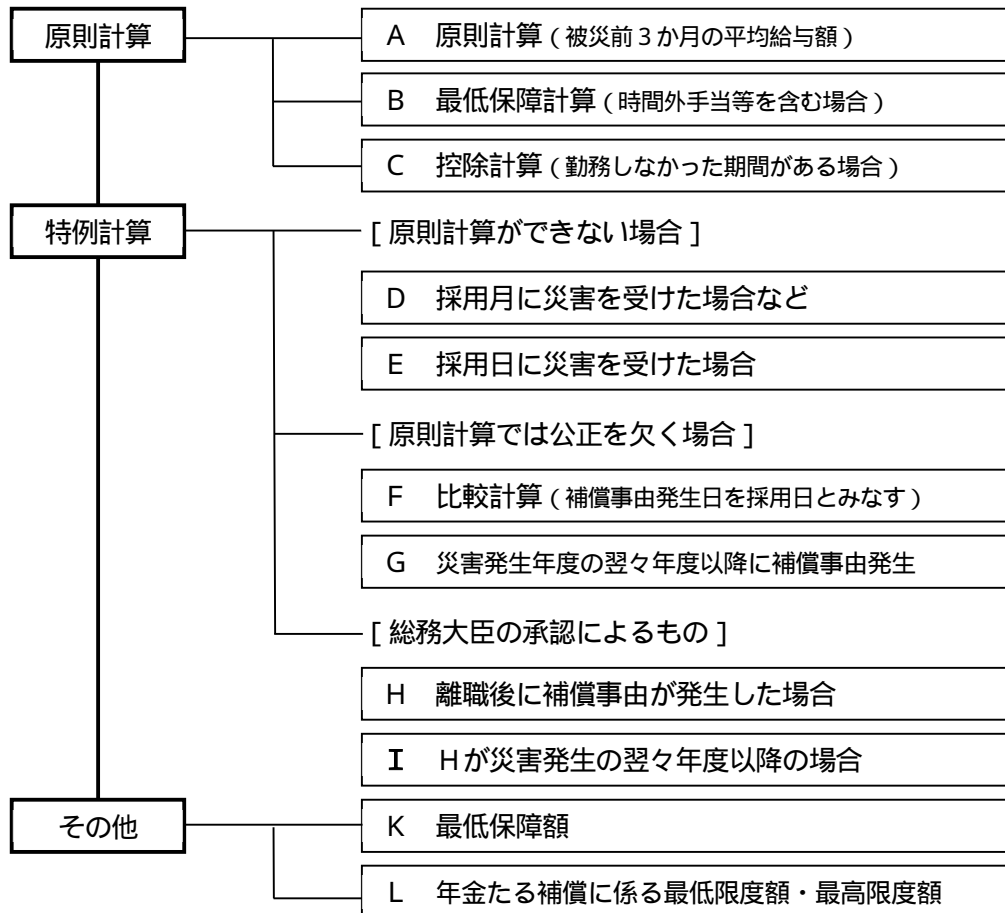 原則計算
A 原則計算（被災前３か月の平均給与額）
B 最低保障計算（時間外手当等を含む場合）
C 控除計算（勤務しなかった期間がある場合）
特例計算
[ 原則計算ができない場合 ]
D 採用月に災害を受けた場合など
E 採用日に災害を受けた場合
[ 原則計算では公正を欠く場合 ]
F 比較計算（補償事由発生日を採用日とみなす）
G 災害発生年度の翌々年度以降に補償事由発生
[ 総務大臣の承認によるもの ]
H 離職後に補償事由が発生した場合
I Hが災害発生の翌々年度以降の場合
その他
K 最低保障額
L 年金たる補償に係る最低限度額・最高限度額